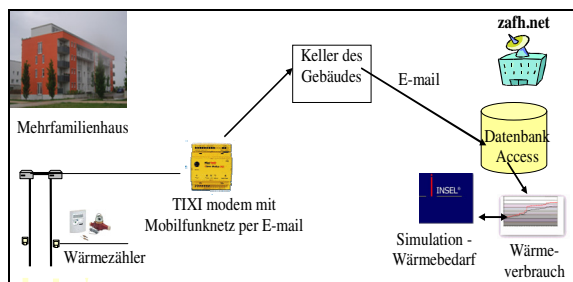 zafh.net
Keller des
Gebäudes
E-mail
Mehrfamilienhaus
Datenbank
Access
TIXI modem mit
Mobilfunknetz per E-mail
INSEL®
Wärmezähler
Simulation -
Wärmebedarf
Wärme-
verbrauch